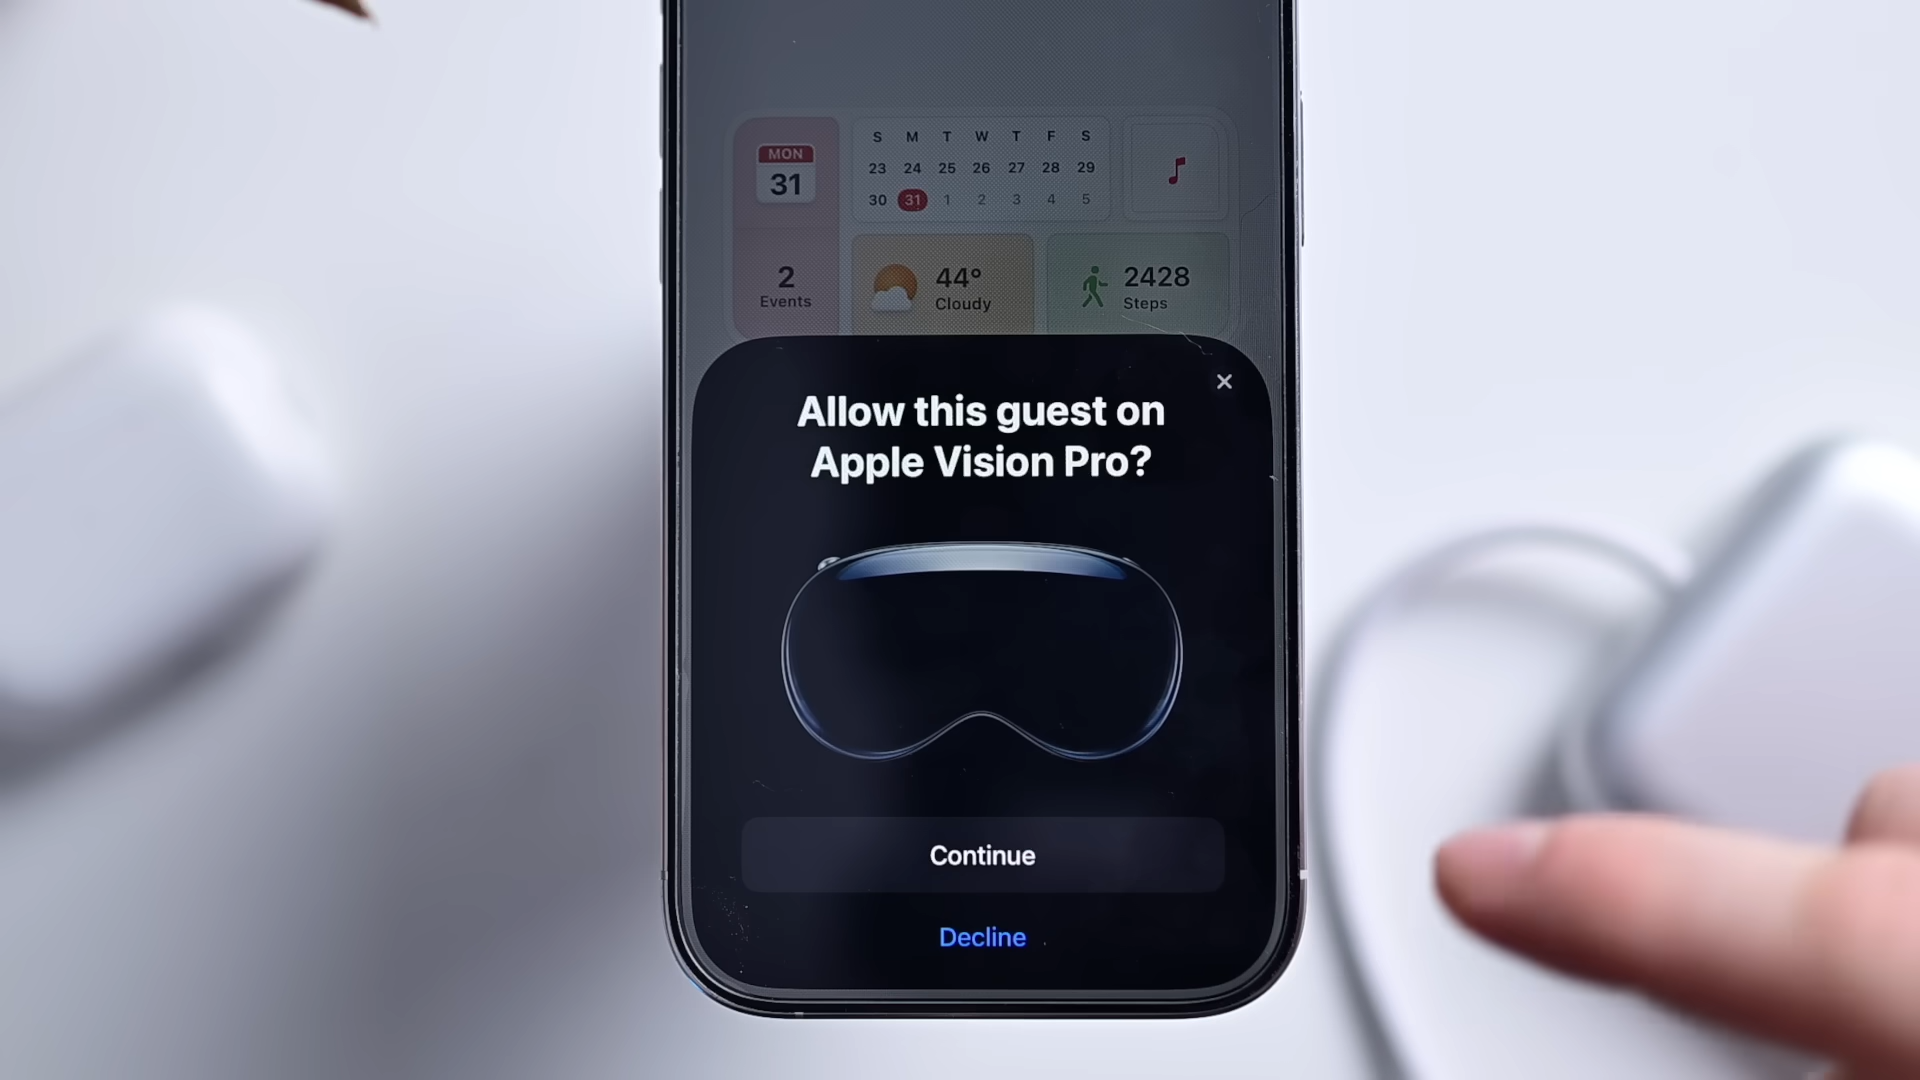 MON
31
S M T W T F S
23 24 25 26 27 28 29
30 31 1 2 3 4 5
2
Events
44°
Cloudy
2428
Steps
Allow this guest on
Apple Vision Pro?
Continue
Decline